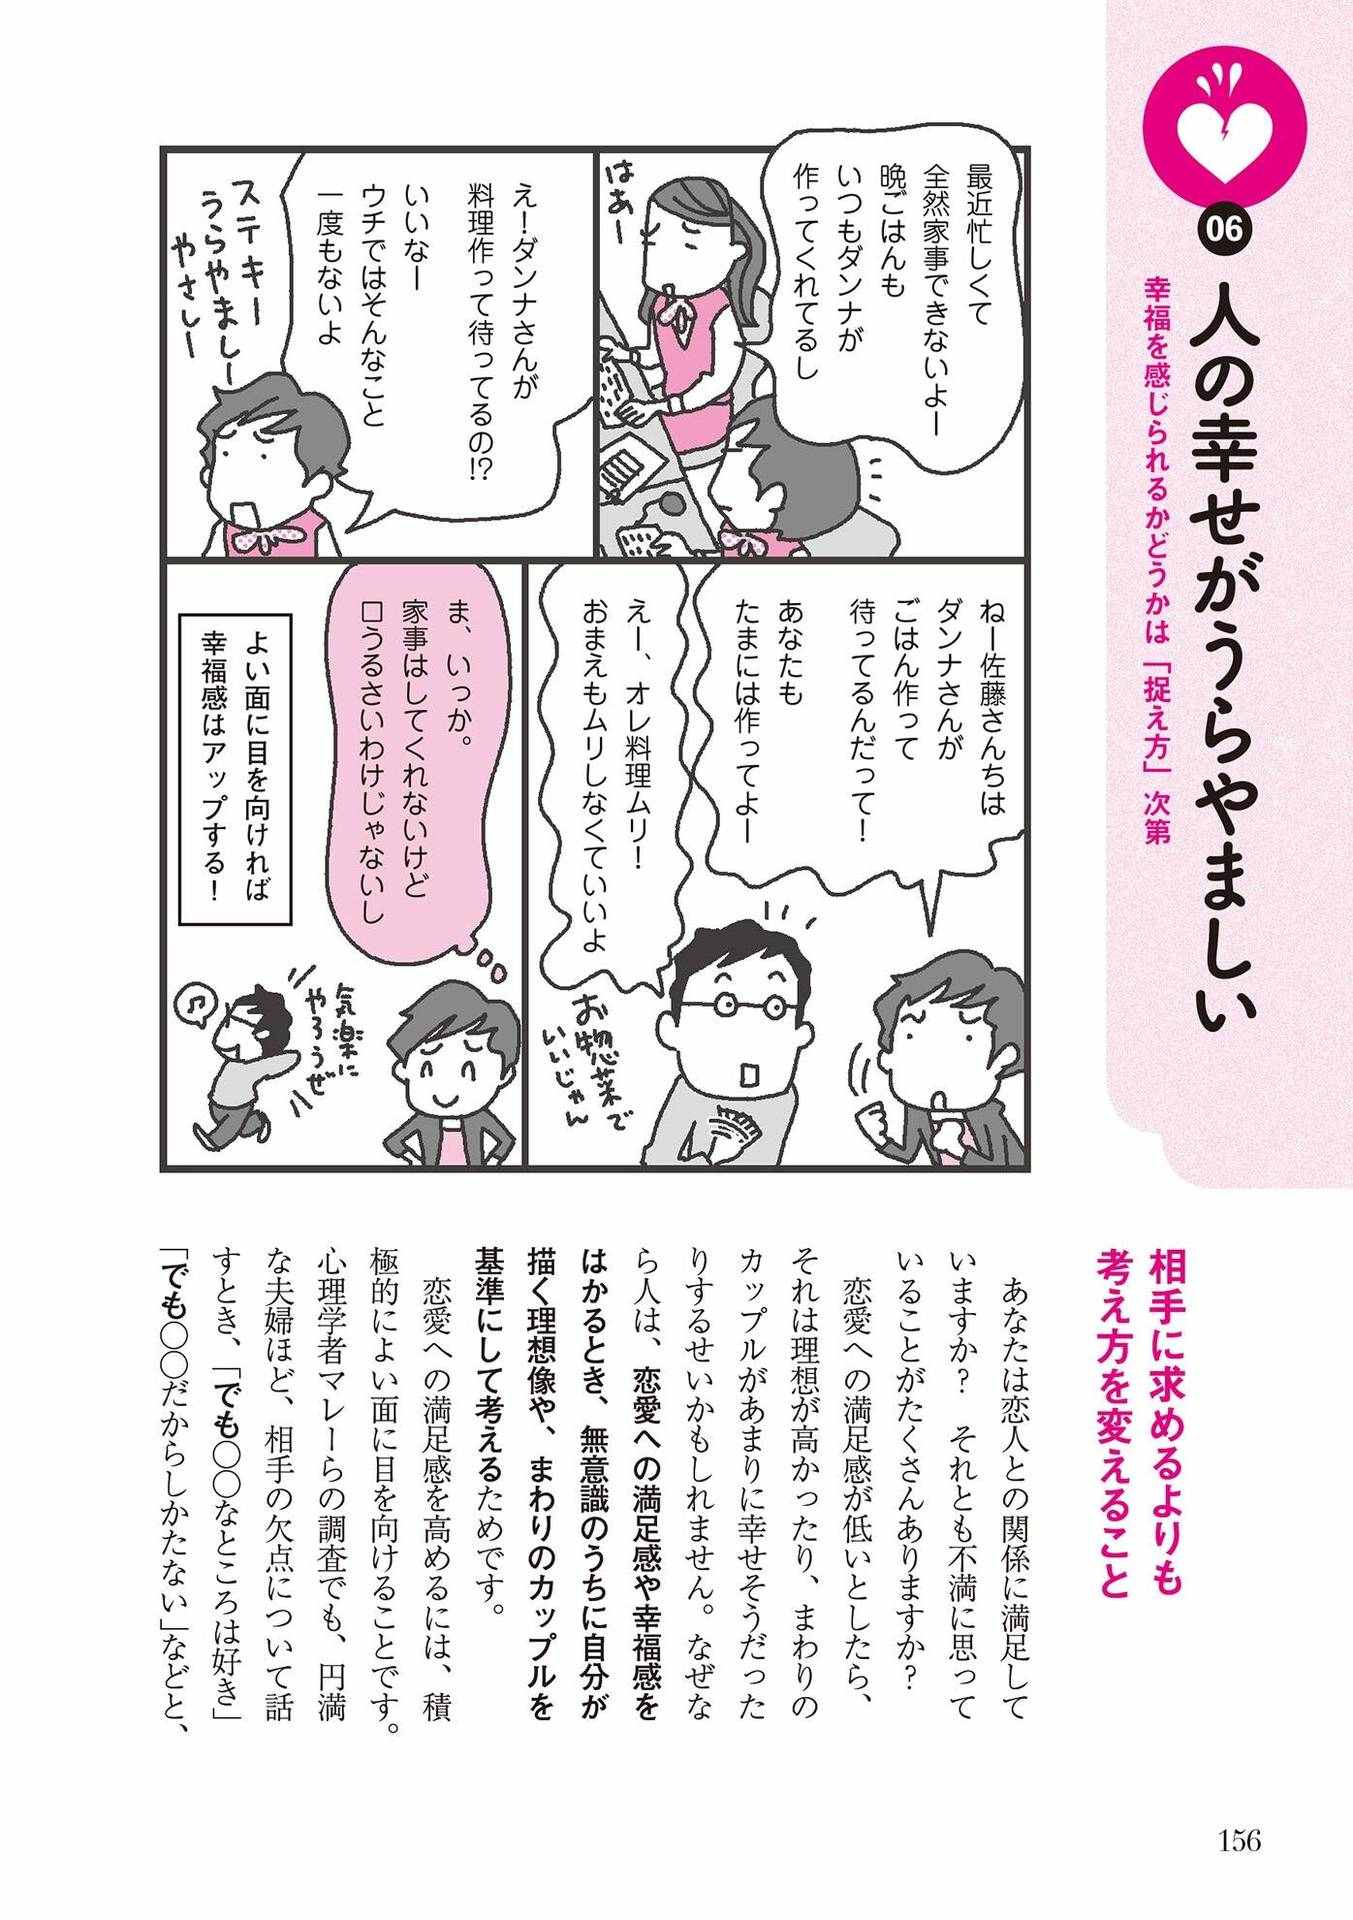 06
人の幸せがうらやましい
幸福を感じられるかどうかは「捉え方」次第
最近忙しくて
全然家事できないよー
晩ごはんも
いつもダンナが
作ってくれてるし
はあー
え！ダンナさんが
料理作って待ってるの!?
いいなー
ウチではそんなこと
一度もないよ
ステキー
うらやましー
やさしー
ねー佐藤さんちは
ダンナさんが
ごはん作って
待ってるんだって！
あなたも
たまには作ってよー
えー、オレ料理ムリ！
おまえもムリしなくていいよ
お惣菜で
いいじゃん
ま、いっか。
家事はしてくれないけど
口うるさいわけじゃないし
気楽に
やろうぜ
よい面に目を向ければ
幸福感はアップする！
相手に求めるよりも
考え方を変えること
あなたは恋人との関係に満足して
いますか？　それとも不満に思って
いることがたくさんありますか？
恋愛への満足感が低いとしたら、
それは理想が高かったり、まわりの
カップルがあまりに幸せそうだった
りするせいかもしれません。なぜな
ら人は、恋愛への満足感や幸福感を
はかるとき、無意識のうちに自分が
描く理想像や、まわりのカップルを
基準にして考えるためです。
恋愛への満足感を高めるには、積
極的によい面に目を向けることです。
心理学者マレーらの調査でも、円満
な夫婦ほど、相手の欠点について話
すとき、「でも○○なところは好き」
「でも○○だからしかたない」などと、
156